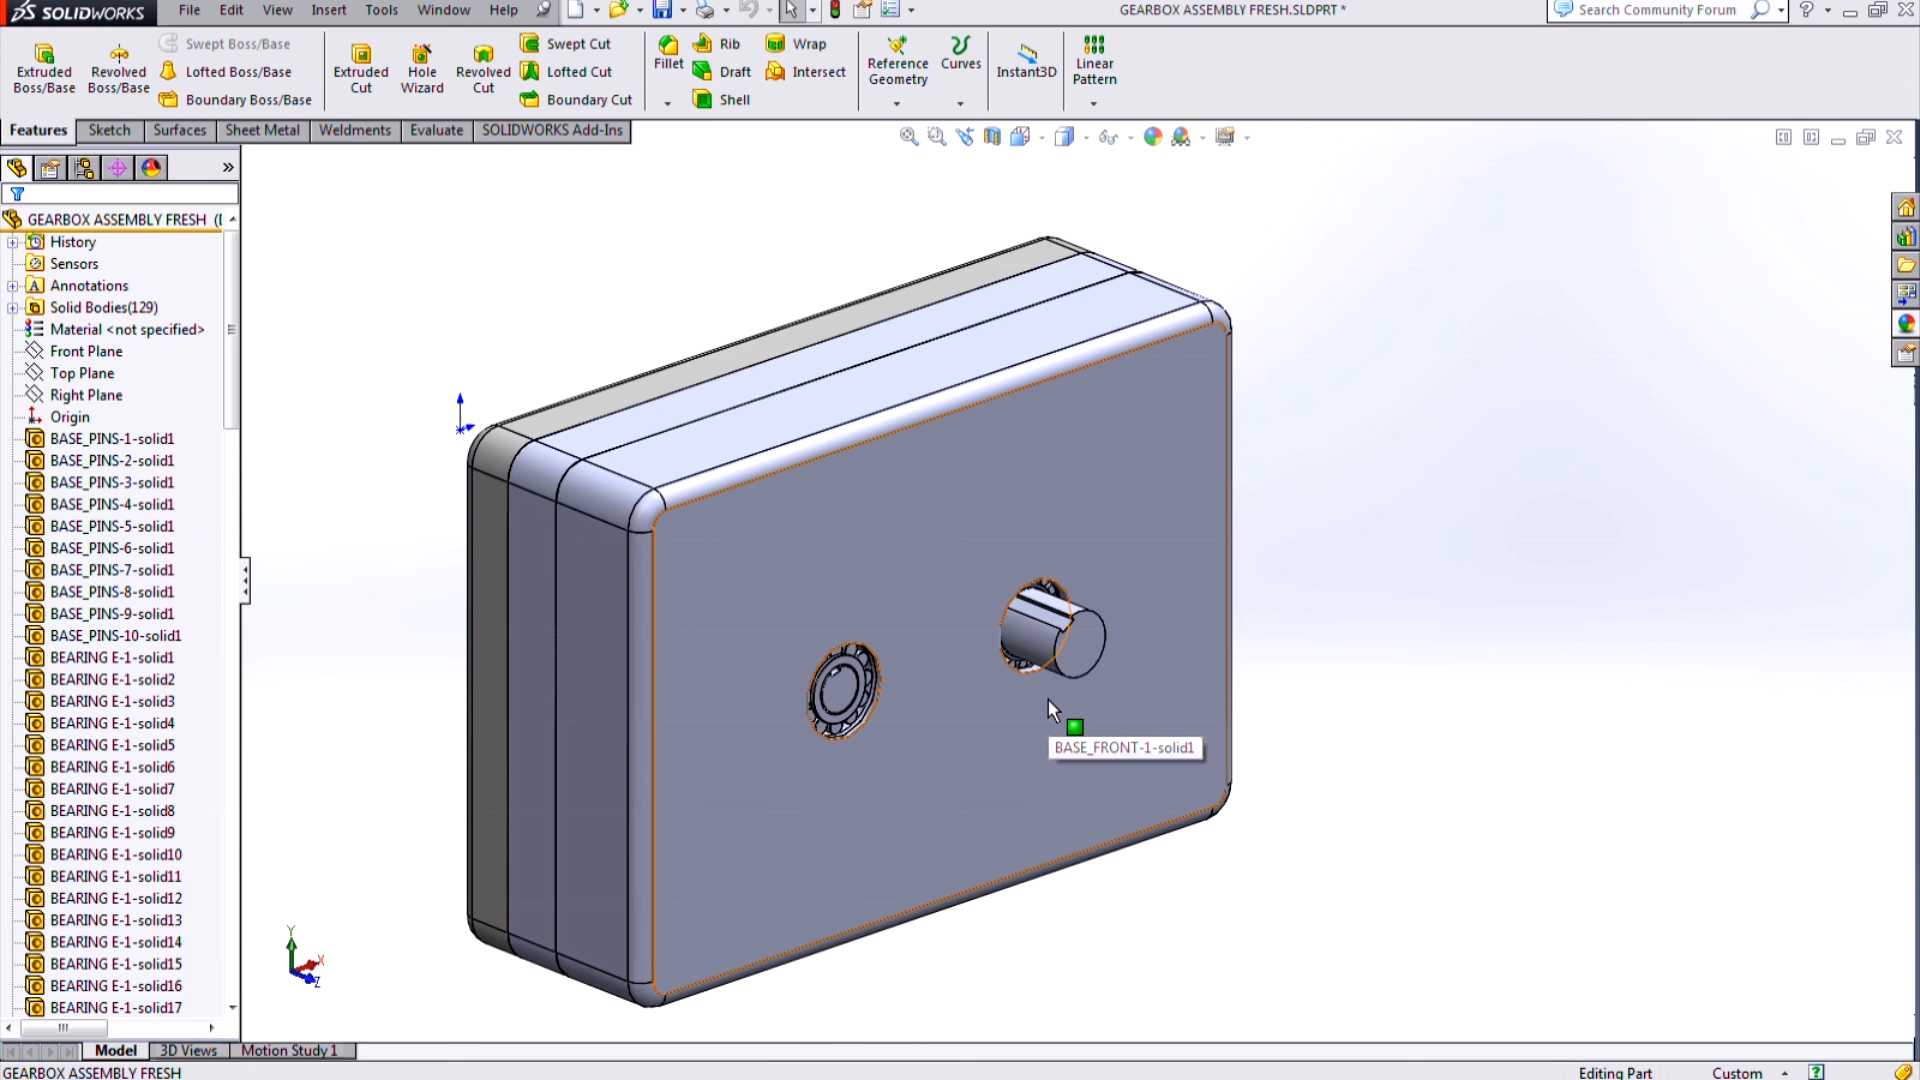 SOLIDWORKS
File Edit View Insert Tools Window Help
GEARBOX ASSEMBLY FRESH.SLDPRT *
Search Community Forum
Extruded Boss/Base
Revolved Boss/Base
Swept Boss/Base
Lofted Boss/Base
Boundary Boss/Base
Extruded Cut
Hole Wizard
Revolved Cut
Swept Cut
Lofted Cut
Boundary Cut
Fillet
Rib
Draft
Shell
Wrap
Intersect
Reference Geometry
Curves
Instant3D
Linear Pattern
Features Sketch Surfaces Sheet Metal Weldments Evaluate SOLIDWORKS Add-Ins
GEARBOX ASSEMBLY FRESH (
History
Sensors
Annotations
Solid Bodies(129)
Material <not specified>
Front Plane
Top Plane
Right Plane
Origin
BASE_PINS-1-solid1
BASE_PINS-2-solid1
BASE_PINS-3-solid1
BASE_PINS-4-solid1
BASE_PINS-5-solid1
BASE_PINS-6-solid1
BASE_PINS-7-solid1
BASE_PINS-8-solid1
BASE_PINS-9-solid1
BASE_PINS-10-solid1
BEARING E-1-solid1
BEARING E-1-solid2
BEARING E-1-solid3
BEARING E-1-solid4
BEARING E-1-solid5
BEARING E-1-solid6
BEARING E-1-solid7
BEARING E-1-solid8
BEARING E-1-solid9
BEARING E-1-solid10
BEARING E-1-solid11
BEARING E-1-solid12
BEARING E-1-solid13
BEARING E-1-solid14
BEARING E-1-solid15
BEARING E-1-solid16
BEARING E-1-solid17
BASE_FRONT-1-solid1
Y
X
Z
Model 3D Views Motion Study 1
GEARBOX ASSEMBLY FRESH
Editing Part Custom